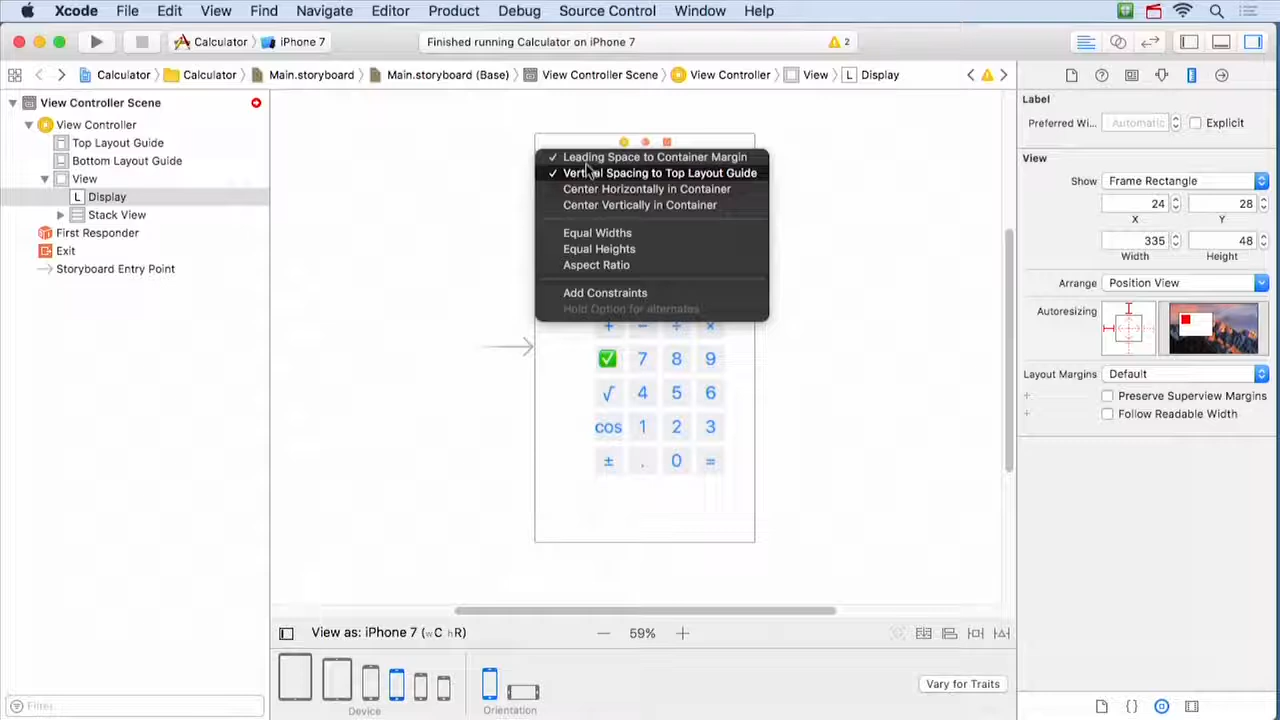 Xcode File Edit View Find Navigate Editor Product Debug Source Control Window Help
Calculator iPhone 7 Finished running Calculator on iPhone 7 2
Calculator Calculator Main.storyboard Main.storyboard (Base) View Controller Scene View Controller View L Display
View Controller Scene
View Controller
Top Layout Guide
Bottom Layout Guide
View
L Display
Stack View
First Responder
Exit
Storyboard Entry Point
Filter
Leading Space to Container Margin
Vertical Spacing to Top Layout Guide
Center Horizontally in Container
Center Vertically in Container
Equal Widths
Equal Heights
Aspect Ratio
Add Constraints
Hold Option for alternates
+ − ÷ ×
✅ 7 8 9
√ 4 5 6
cos 1 2 3
± . 0 =
View as: iPhone 7 (wC hR)
59%
Device
Orientation
Vary for Traits
Label
Preferred Wi... Automatic Explicit
View
Show Frame Rectangle
24 28
X Y
335 48
Width Height
Arrange Position View
Autoresizing
Layout Margins Default
+ Preserve Superview Margins
+ Follow Readable Width